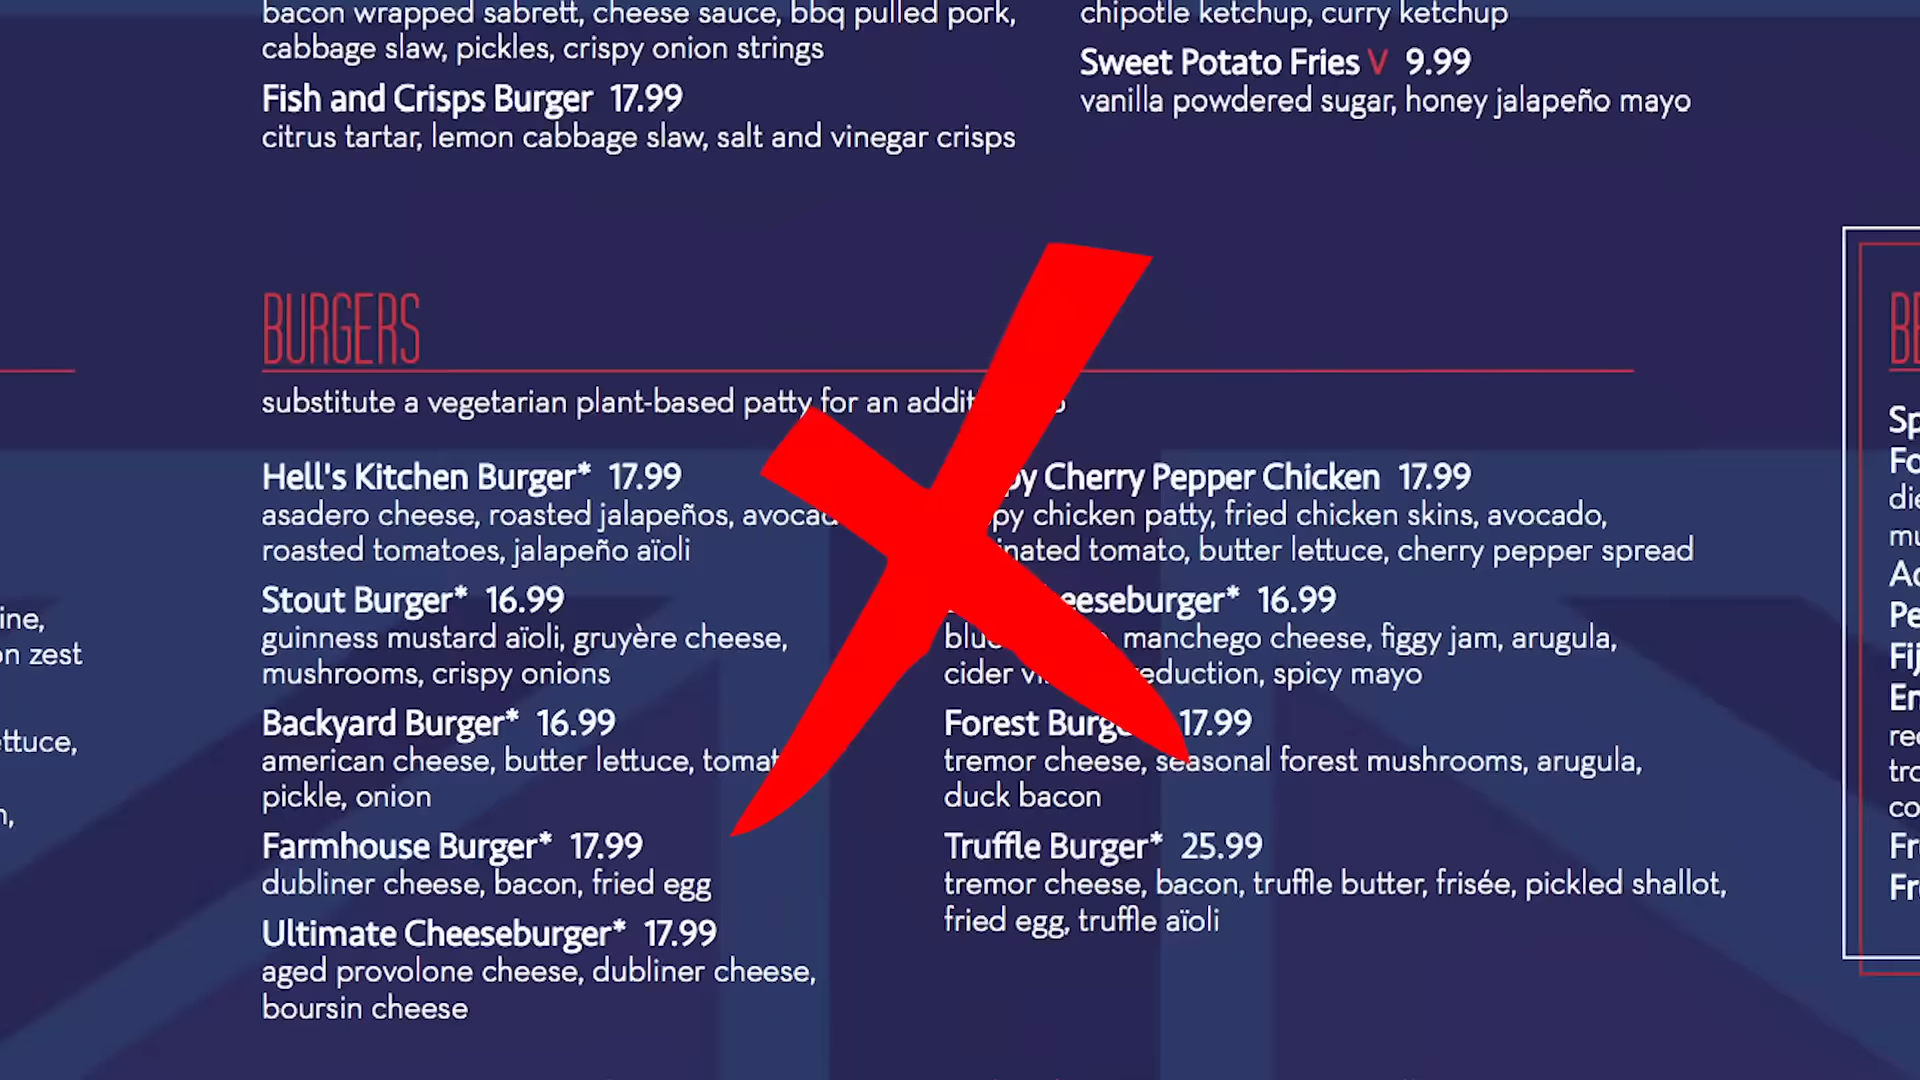 bacon wrapped sabrett, cheese sauce, bbq pulled pork,
cabbage slaw, pickles, crispy onion strings
Fish and Crisps Burger 17.99
citrus tartar, lemon cabbage slaw, salt and vinegar crisps
chipotle ketchup, curry ketchup
Sweet Potato Fries V 9.99
vanilla powdered sugar, honey jalapeño mayo
BURGERS
substitute a vegetarian plant-based patty for an
Hell's Kitchen Burger* 17.99
asadero cheese, roasted jalapeños,
roasted tomatoes, jalapeño aïoli
Stout Burger* 16.99
guinness mustard aïoli, gruyère cheese,
mushrooms, crispy onions
Backyard Burger* 16.99
american cheese, butter lettuce,
pickle, onion
Farmhouse Burger* 17.99
dubliner cheese, bacon, fried egg
Ultimate Cheeseburger* 17.99
aged provolone cheese, dubliner cheese,
boursin cheese
Cherry Pepper Chicken 17.99
chicken patty, fried chicken skins, avocado,
tomato, butter lettuce, cherry pepper spread
16.99
manchego cheese, figgy jam, arugula,
cider spicy mayo
Forest 17.99
tremor cheese, seasonal forest mushrooms, arugula,
duck bacon
Truffle Burger* 25.99
tremor cheese, bacon, truffle butter, frisée, pickled shallot,
fried egg, truffle aïoli
zest